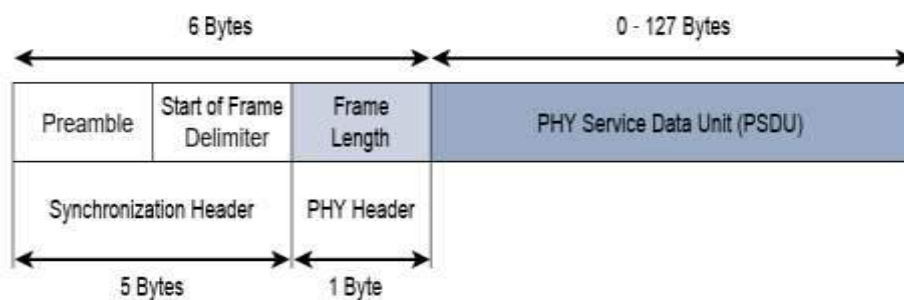 6 Bytes
0 - 127 Bytes
Preamble
Start of Frame
Delimiter
Frame
Length
PHY Service Data Unit (PSDU)
Synchronization Header
PHY Header
5 Bytes
1 Byte